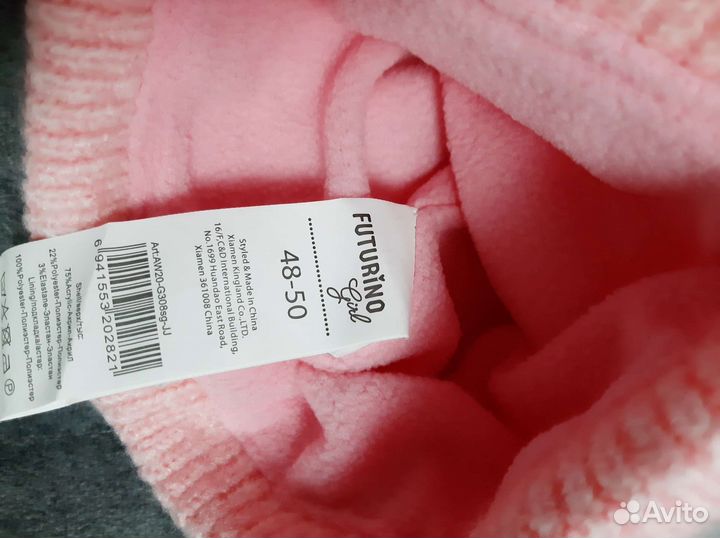 FUTURiNO
Girl
48-50
Styled & Made In China
Xiamen Kingland Co.,LTD.
16/F,C&D International Building,
No.1699 Huandao East Road,
Xiamen 361008 China
Art:AW20-G308sg-JJ
6 941553 202821
Shell/верх/тыс:
75%Acrylic-Акрил-Акрил
22%Polyester-Полиэстер-Полиэстер
3%Elastane-Эластан-Эластан
Lining/подкладка/астар:
100%Polyester-Полиэстер-Полиэстер
Avito